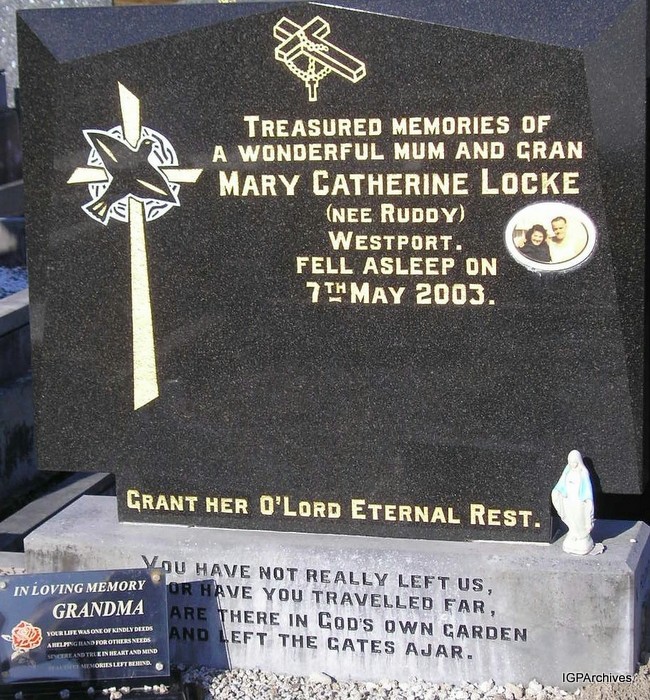 TREASURED MEMORIES OF
A WONDERFUL MUM AND GRAN
MARY CATHERINE LOCKE
(NEE RUDDY)
WESTPORT.
FELL ASLEEP ON
7TH MAY 2003.
GRANT HER O'LORD ETERNAL REST.
YOU HAVE NOT REALLY LEFT US,
OR HAVE YOU TRAVELLED FAR,
ARE THERE IN GOD'S OWN GARDEN
AND LEFT THE GATES AJAR.
IN LOVING MEMORY
GRANDMA
YOUR LIFE WAS ONE OF KINDLY DEEDS
A HELPING HAND FOR OTHERS NEEDS
SINCERE AND TRUE IN HEART AND MIND
MEMORIES LEFT BEHIND.
IGPArchives